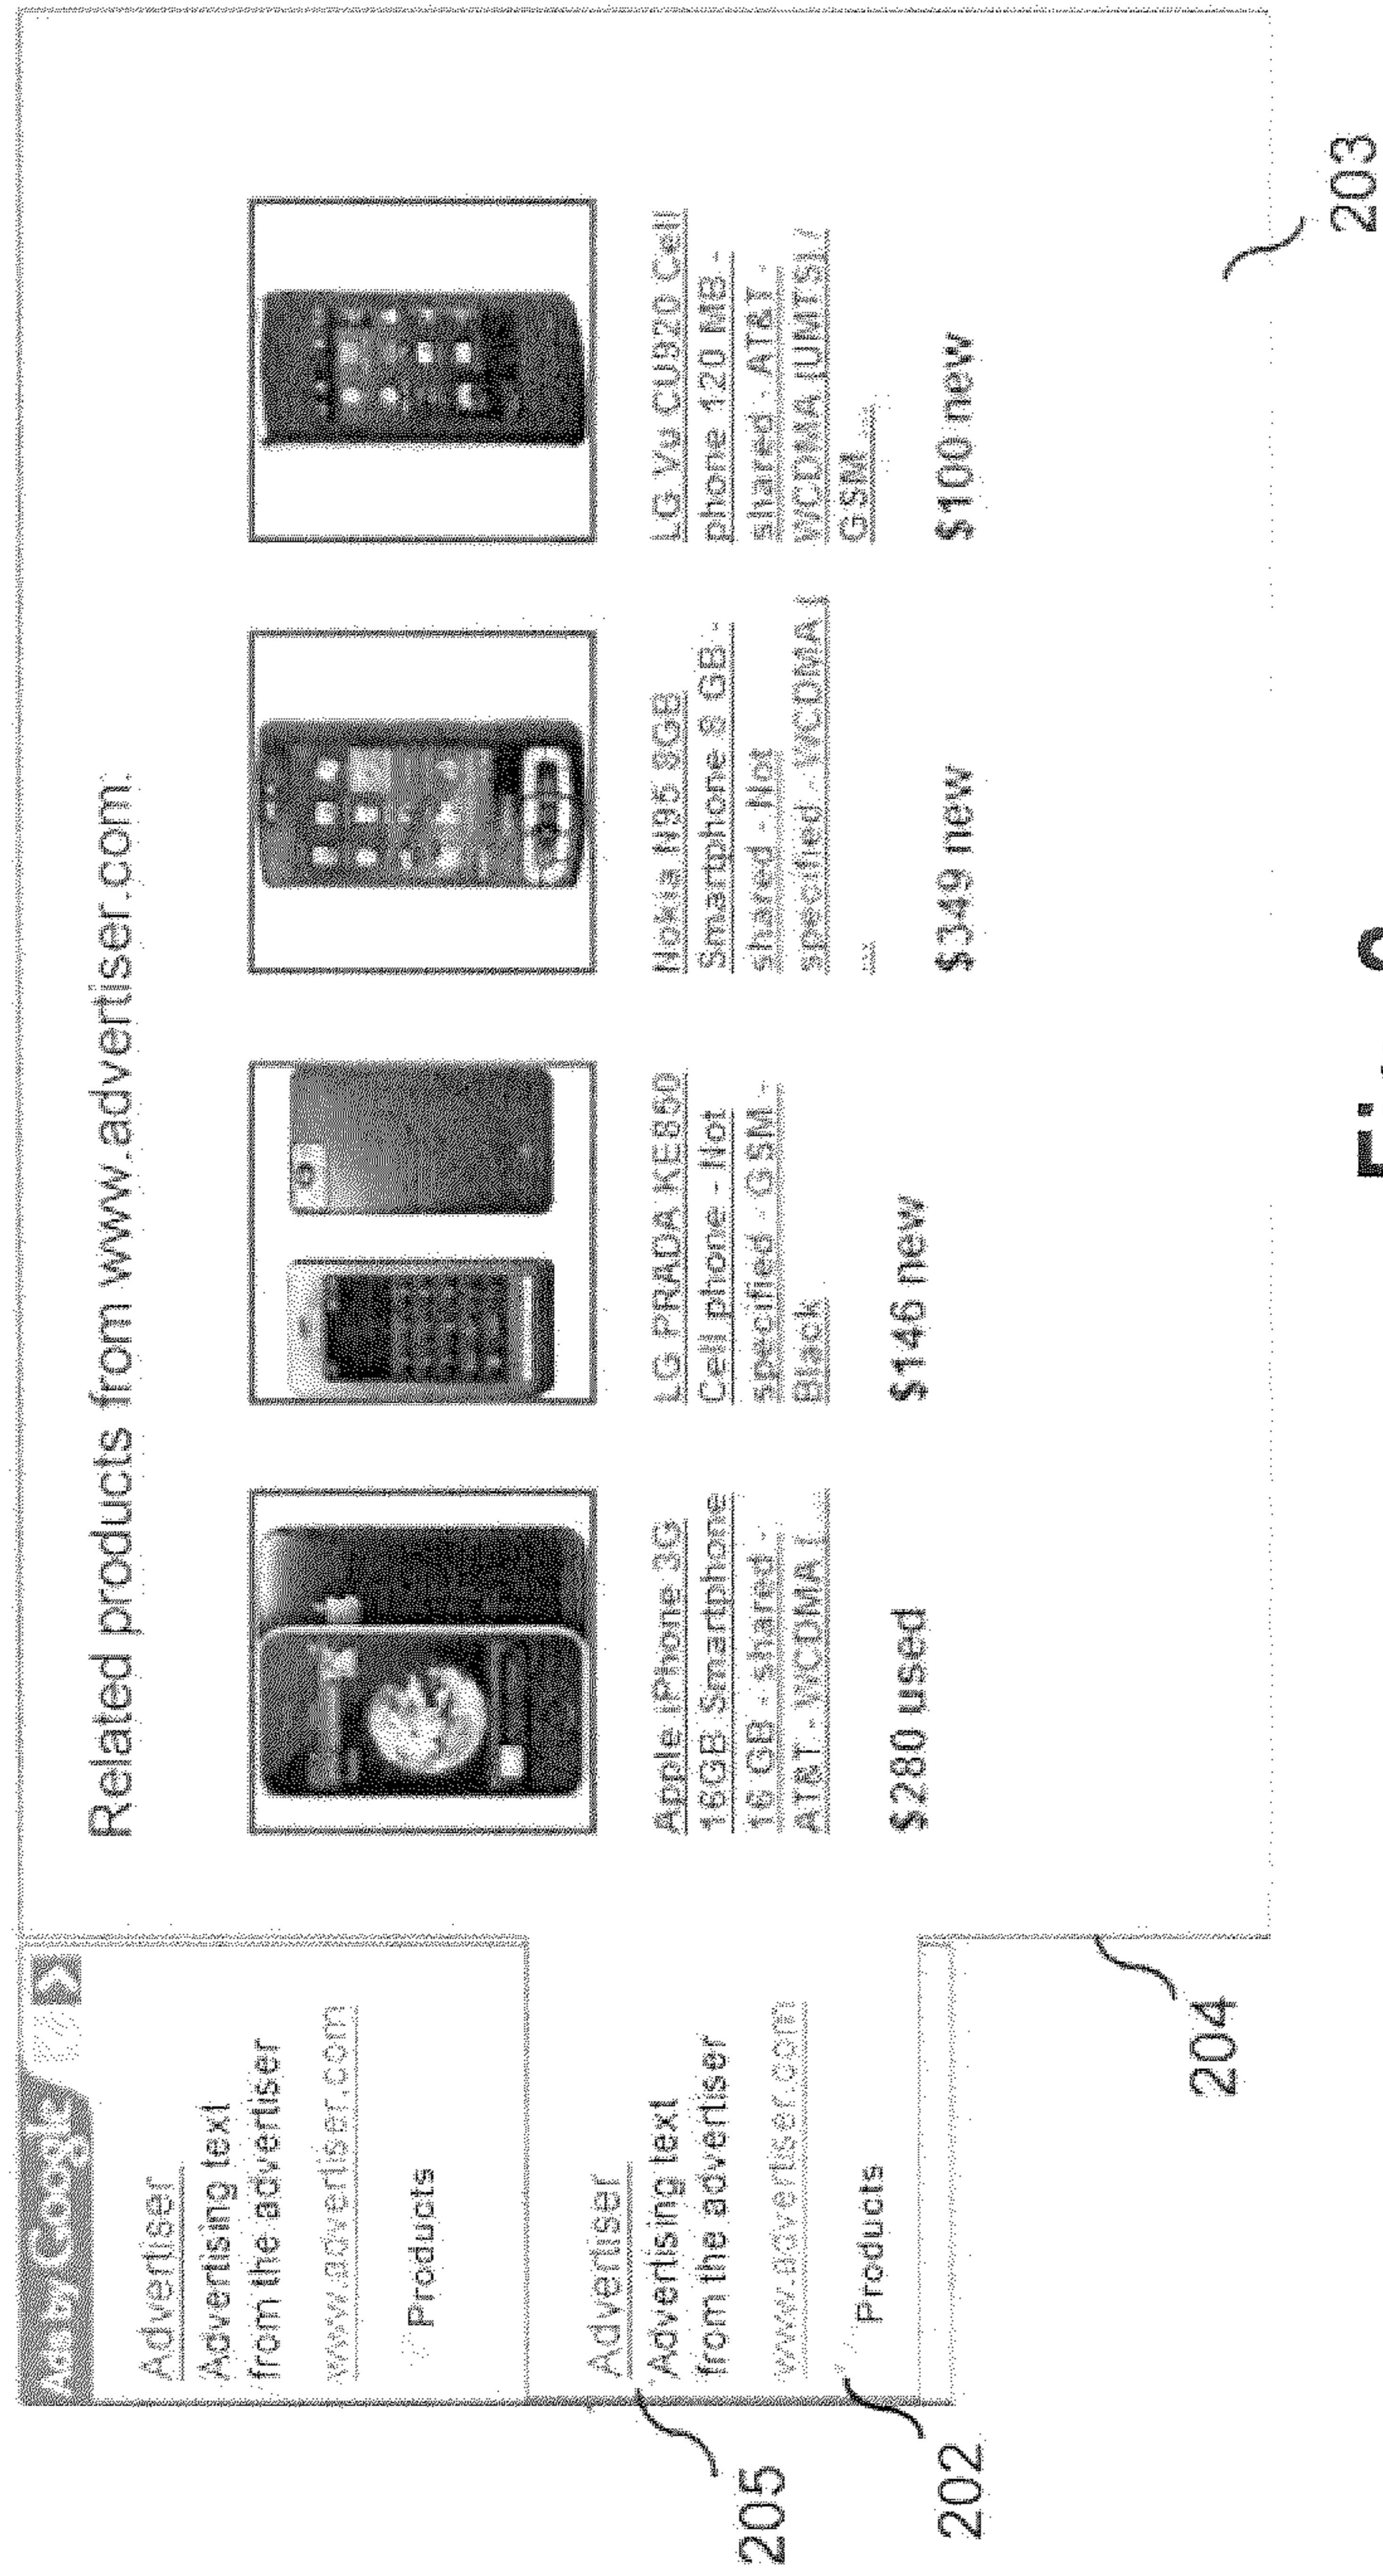 Ads by Google
Advertiser
Advertising text
from the advertiser
www.advertiser.com
Products
Advertiser
Advertising text
from the advertiser
www.advertiser.com
Products
Related products from www.advertiser.com:
Apple iPhone 3G
16GB Smartphone
16 GB - shared -
AT&T - WCDMA (...
$280 used
LG PRADA KE850
Cell phone - Not
specified - GSM -
Black
$146 new
Nokia N95 8GB
Smartphone 8 GB -
shared - Not
specified - WCDMA (
...
$349 new
LG Vu CU920 Cell
phone 120 MB -
shared - AT&T -
WCDMA (UMTS) /
GSM ...
$100 new
205
202
204
203